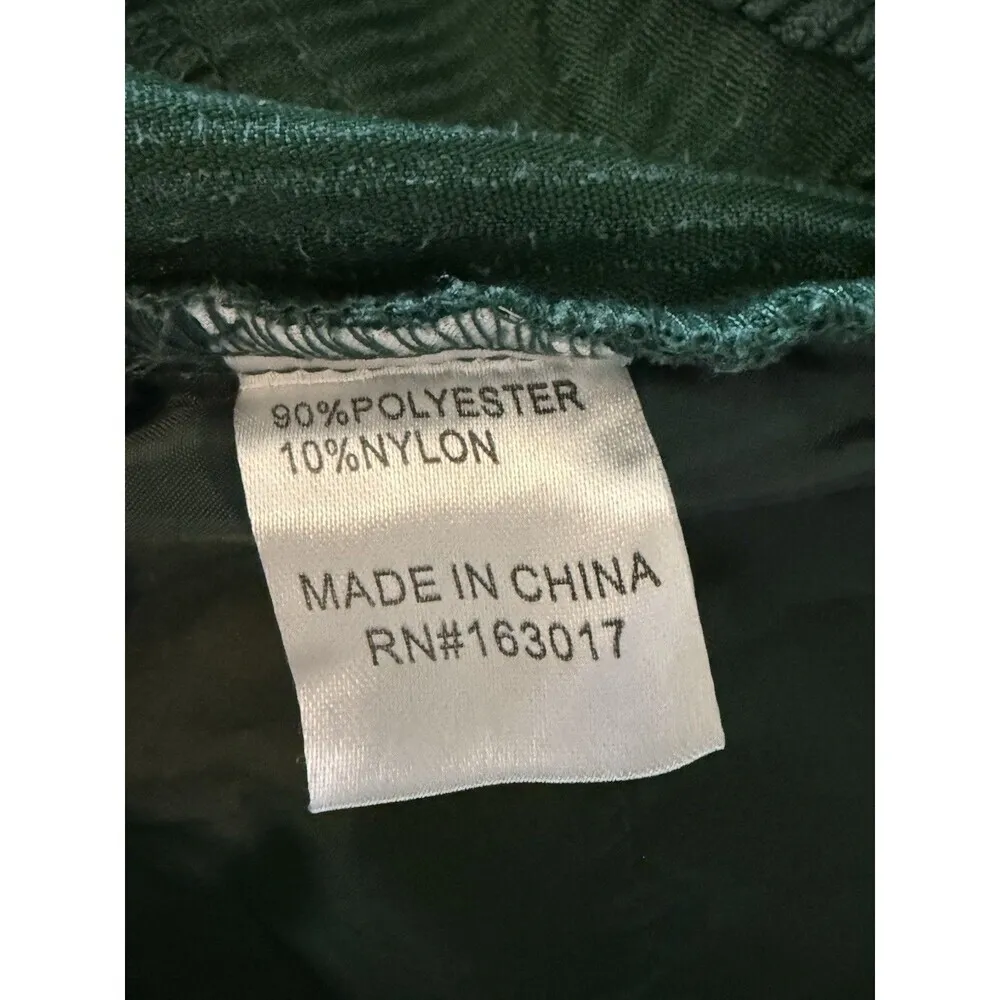 90%POLYESTER
10%NYLON
MADE IN CHINA
RN#163017